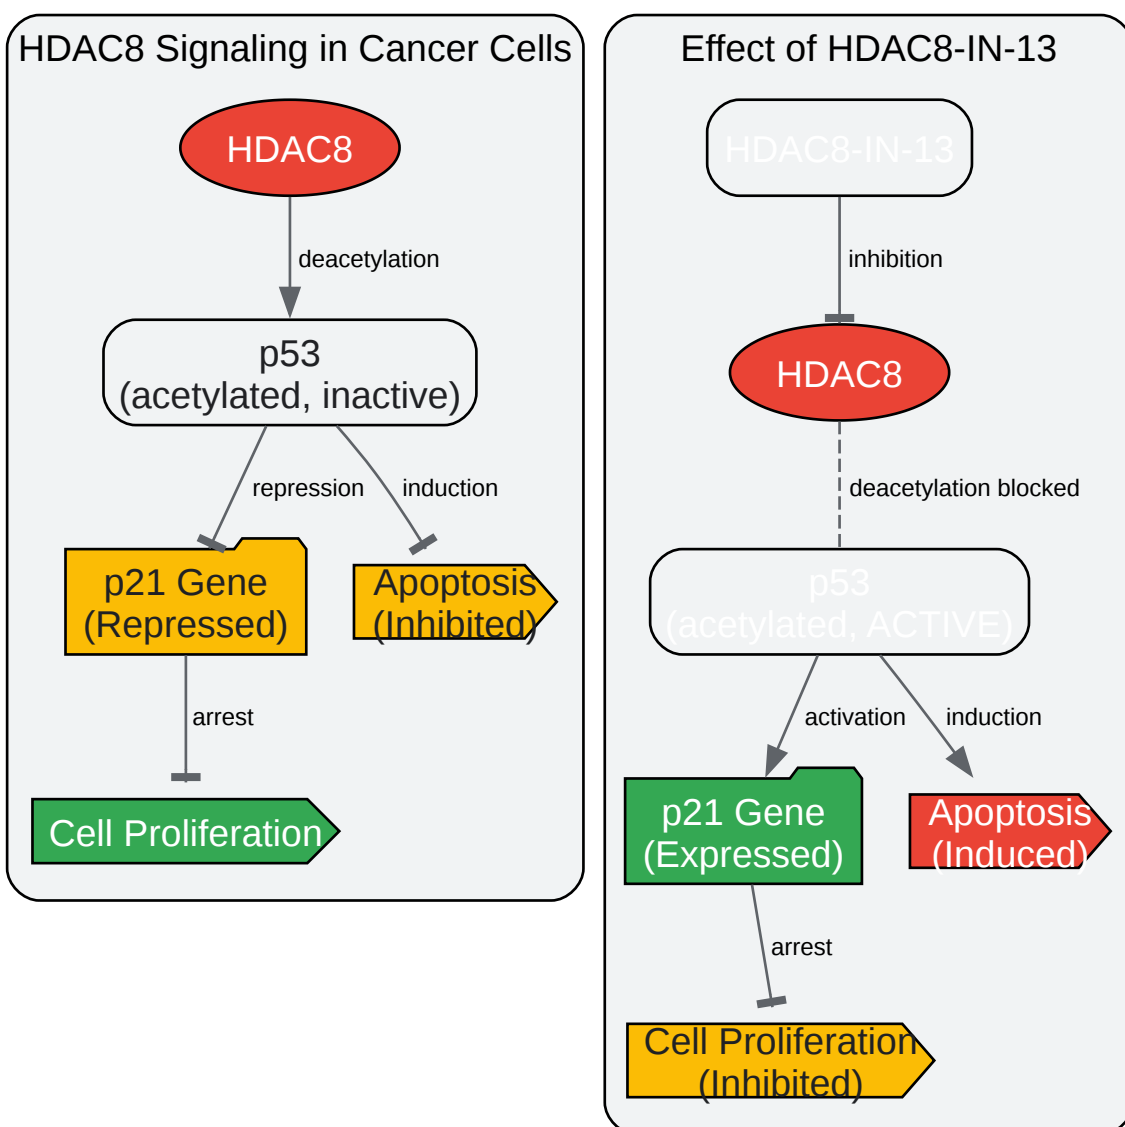 HDAC8 Signaling in Cancer Cells
HDAC8
deacetylation
p53
(acetylated, inactive)
repression
induction
p21 Gene
(Repressed)
Apoptosis
(Inhibited)
arrest
Cell Proliferation
Effect of HDAC8-IN-13
HDAC8-IN-13
inhibition
HDAC8
deacetylation blocked
p53
(acetylated, ACTIVE)
activation
induction
p21 Gene
(Expressed)
Apoptosis
(Induced)
arrest
Cell Proliferation
(Inhibited)